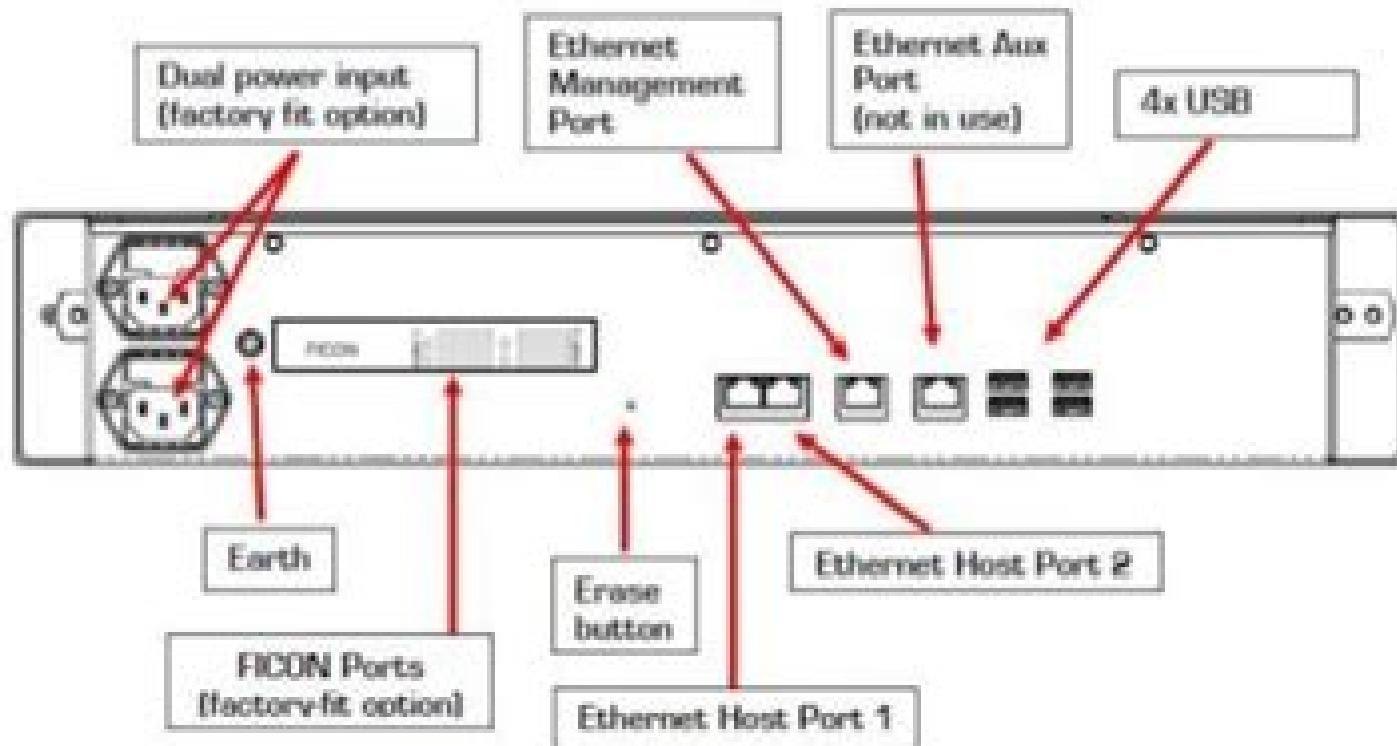 Dual power input
(factory fit option)
Ethernet
Management
Port
Ethernet Aux
Port
(not in use)
4x USB
FICON
Earth
FICON Ports
(factory-fit option)
Erase
button
Ethernet Host Port 2
Ethernet Host Port 1